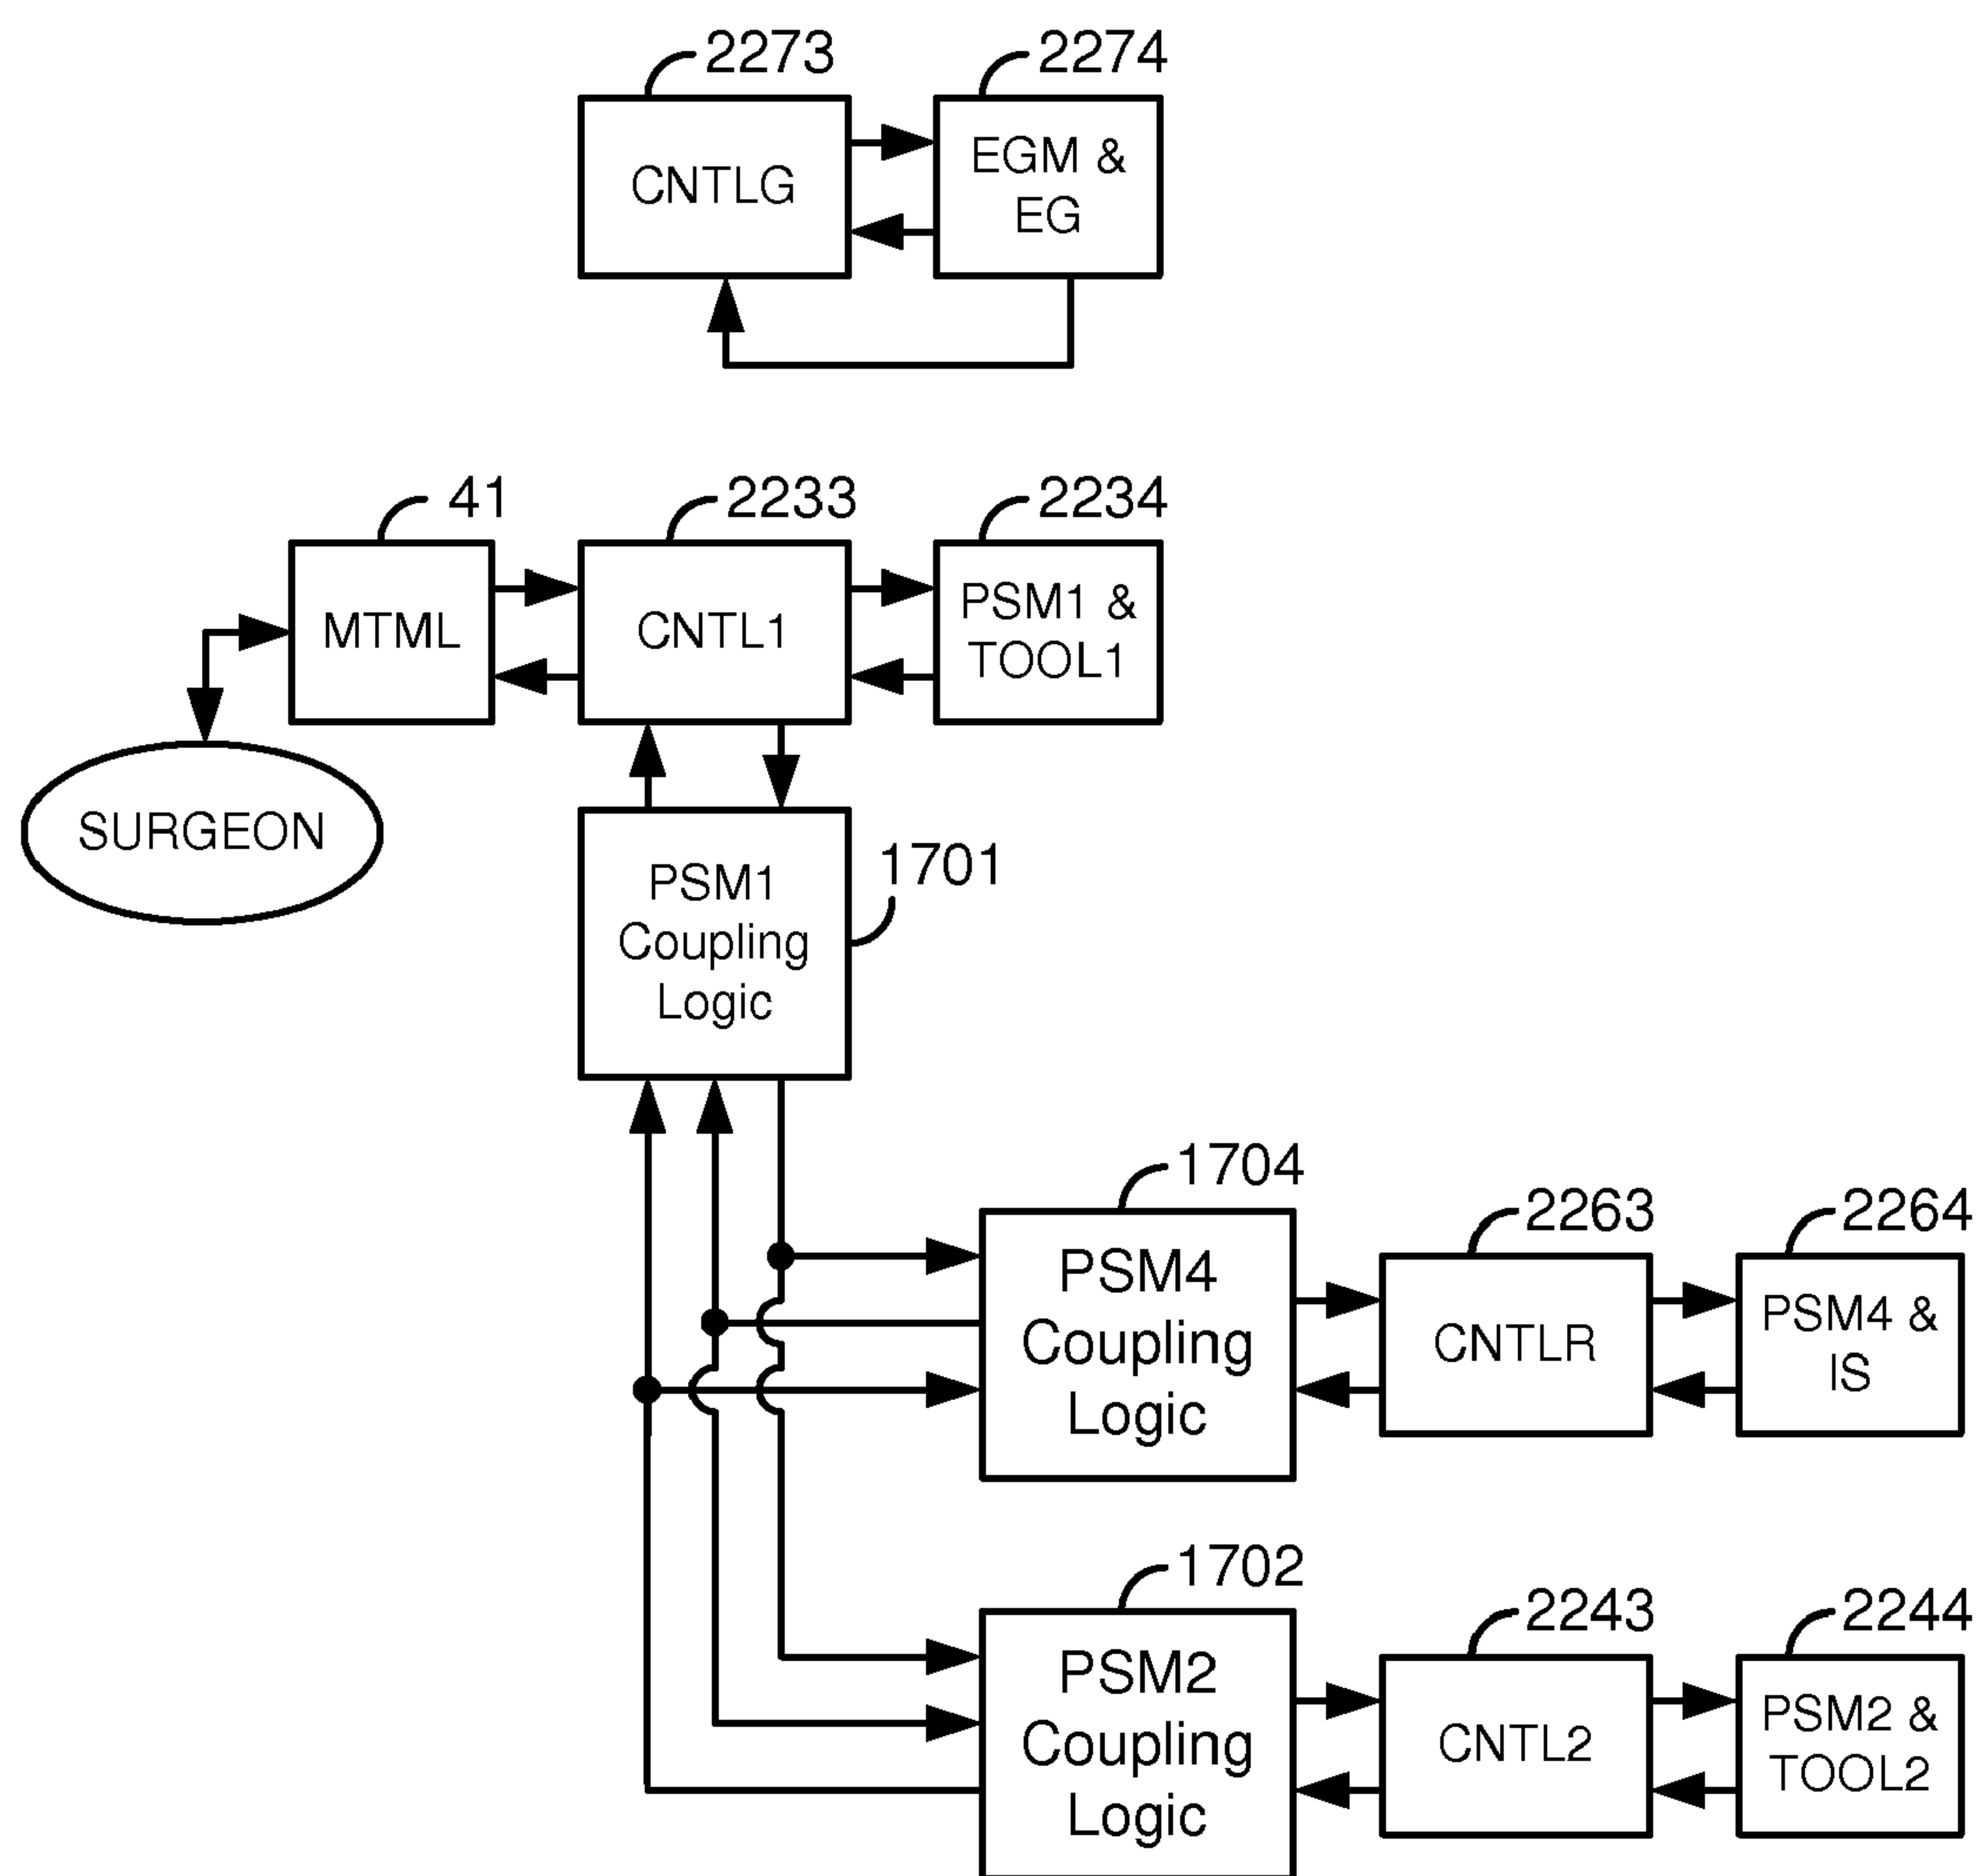 2273
2274
CNTLG
EGM &
EG
41
2233
2234
MTML
CNTL1
PSM1 &
TOOL1
SURGEON
PSM1
Coupling
Logic
1701
1704
2263
2264
PSM4
Coupling
Logic
CNTLR
PSM4 &
IS
1702
2243
2244
PSM2
Coupling
Logic
CNTL2
PSM2 &
TOOL2